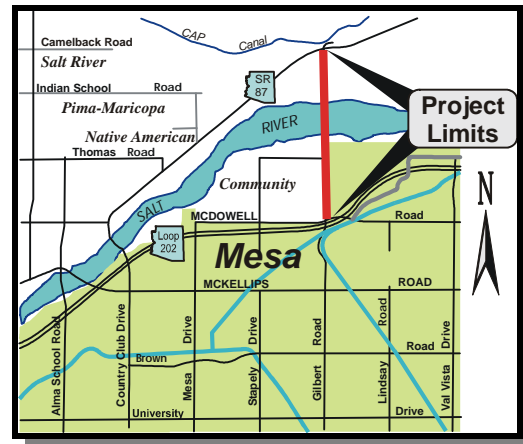 Camelback Road
CAP Canal
Salt River
SR
87
Indian School Road
Pima-Maricopa
Project
Limits
RIVER
Native American
Thomas Road
Community
N
SALT
MCDOWELL Road
Loop
202
Mesa
MCKELLIPS ROAD
Alma School Road
Country Club Drive
Mesa Drive
Stapely Drive
Gilbert Road
Lindsay Road
Val Vista Drive
Brown Road
University Drive